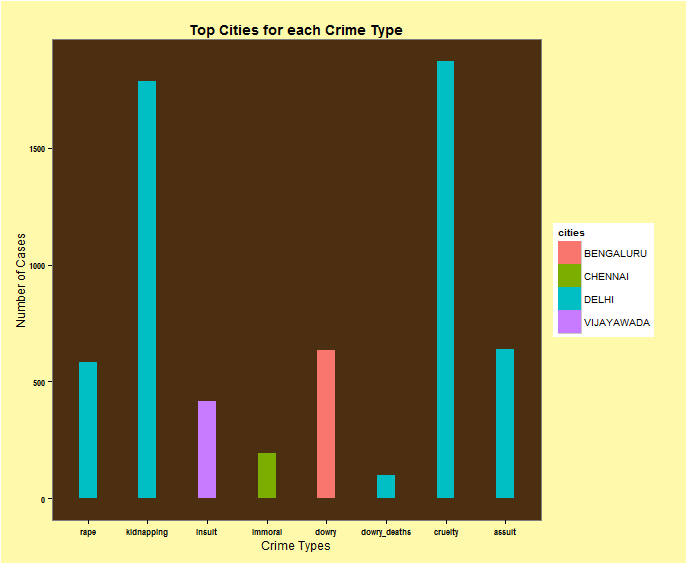 Top Cities for each Crime Type
Number of Cases
1500
1000
500
0
rape kidnapping insult immoral dowry dowry_deaths cruelty assult
Crime Types
cities
BENGALURU
CHENNAI
DELHI
VIJAYAWADA